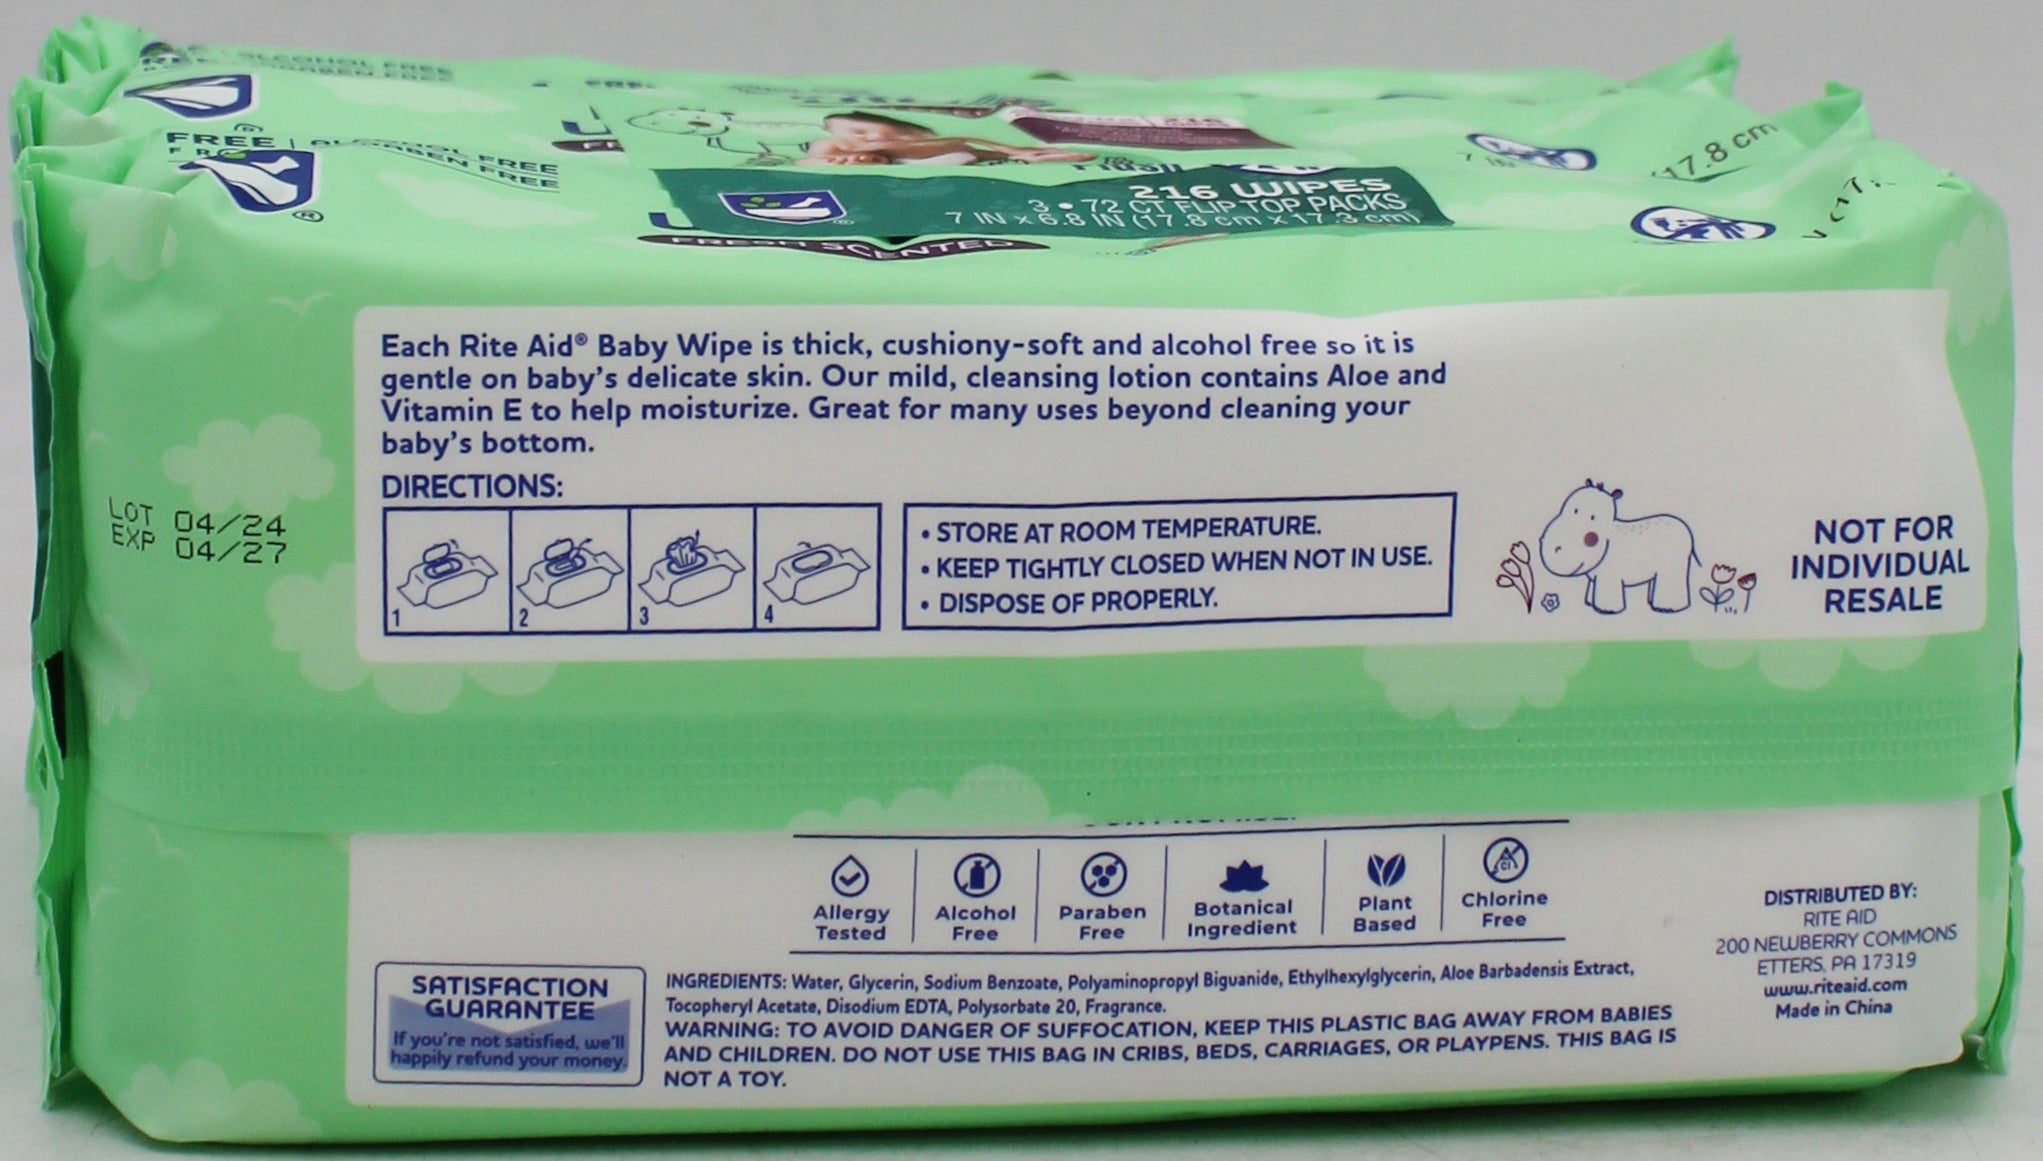 ALCOHOL FREE
FREE | ALCOHOL FREE
FREE
®
216 WIPES
3 • 72 CT FLIP TOP PACKS
7 IN x 6.8 IN (17.8 cm x 17.3 cm)
FRESH SCENTED
17.8 cm
Each Rite Aid® Baby Wipe is thick, cushiony-soft and alcohol free so it is
gentle on baby's delicate skin. Our mild, cleansing lotion contains Aloe and
Vitamin E to help moisturize. Great for many uses beyond cleaning your
baby's bottom.
DIRECTIONS:
1 2 3 4
• STORE AT ROOM TEMPERATURE.
• KEEP TIGHTLY CLOSED WHEN NOT IN USE.
• DISPOSE OF PROPERLY.
NOT FOR
INDIVIDUAL
RESALE
LOT 04/24
EXP 04/27
Allergy
Tested
Alcohol
Free
Paraben
Free
Botanical
Ingredient
Plant
Based
Chlorine
Free
DISTRIBUTED BY:
RITE AID
200 NEWBERRY COMMONS
ETTERS, PA 17319
www.riteaid.com
Made in China
SATISFACTION
GUARANTEE
If you're not satisfied, we'll
happily refund your money.
INGREDIENTS: Water, Glycerin, Sodium Benzoate, Polyaminopropyl Biguanide, Ethylhexylglycerin, Aloe Barbadensis Extract,
Tocopheryl Acetate, Disodium EDTA, Polysorbate 20, Fragrance.
WARNING: TO AVOID DANGER OF SUFFOCATION, KEEP THIS PLASTIC BAG AWAY FROM BABIES
AND CHILDREN. DO NOT USE THIS BAG IN CRIBS, BEDS, CARRIAGES, OR PLAYPENS. THIS BAG IS
NOT A TOY.